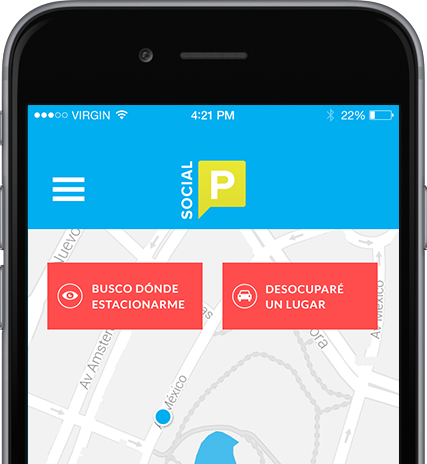 VIRGIN
4:21 PM
22%
SOCIAL
P
BUSCO DÓNDE
ESTACIONARME
DESOCUPARÉ
UN LUGAR
Nuevo
Av Amster
México
ora
Av México